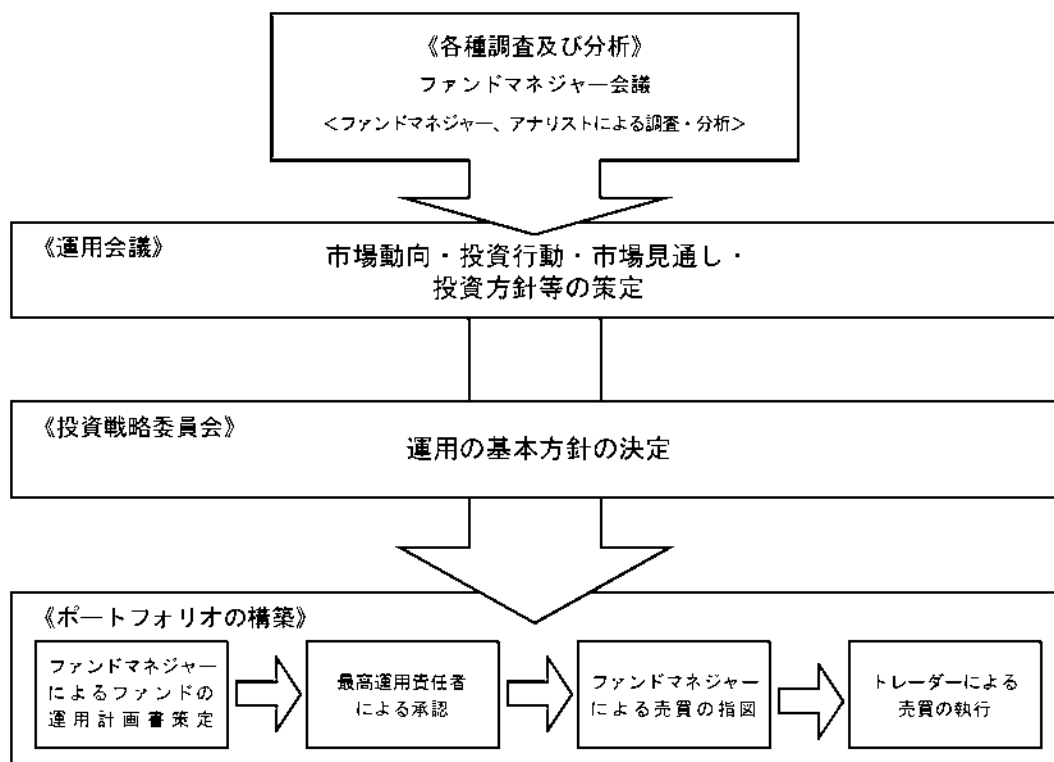 《各種調査及び分析》
ファンドマネジャー会議
<ファンドマネジャー、アナリストによる調査・分析>
《運用会議》
市場動向・投資行動・市場見通し・
投資方針等の策定
《投資戦略委員会》
運用の基本方針の決定
《ポートフォリオの構築》
ファンドマネジャー
によるファンドの
運用計画書策定
最高運用責任者
による承認
ファンドマネジャー
による売買の指図
トレーダーによる
売買の執行